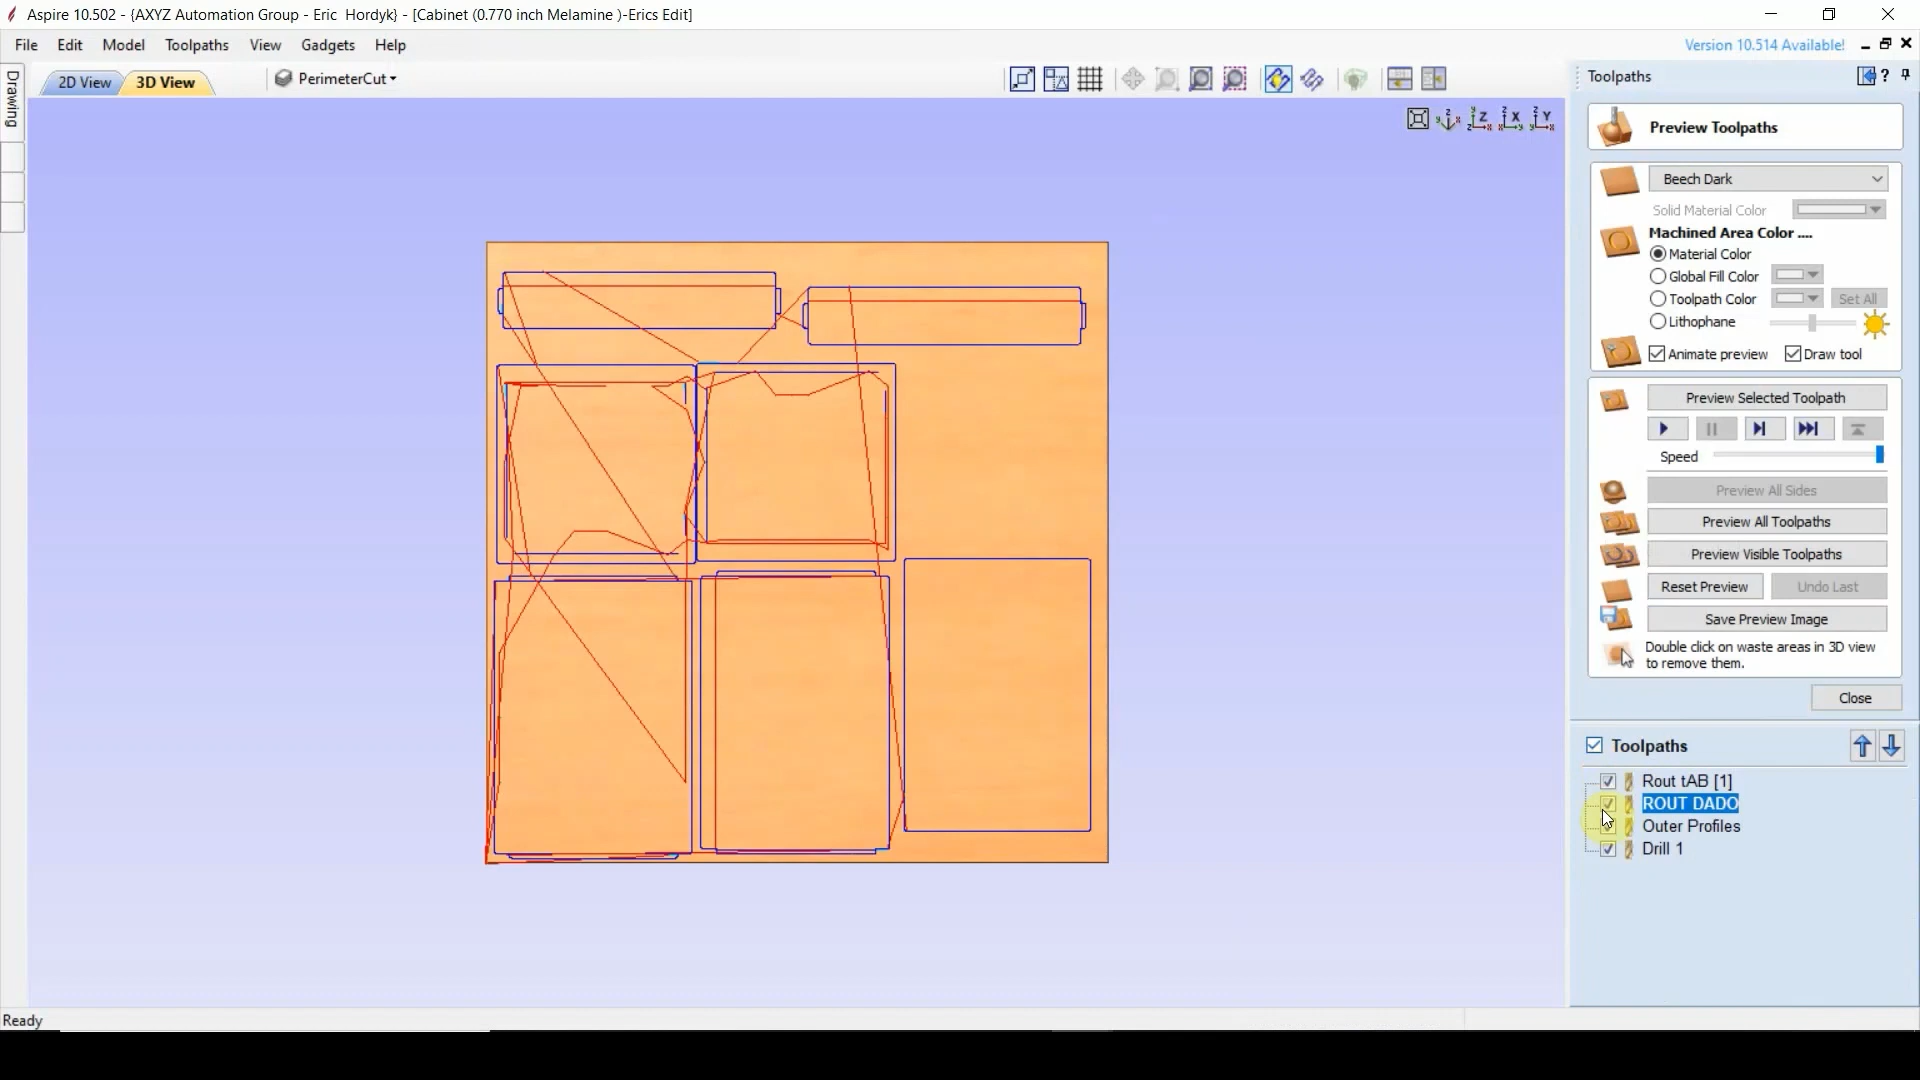 Aspire 10.502 - {AXYZ Automation Group - Eric  Hordyk} - [Cabinet (0.770 inch Melamine )-Erics Edit]
File Edit Model Toolpaths View Gadgets Help
Version 10.514 Available!
Drawing
2D View
3D View
PerimeterCut
Toolpaths
?
Preview Toolpaths
Beech Dark
Solid Material Color
Machined Area Color ....
Material Color
Global Fill Color
Toolpath Color
Set All
Lithophane
Animate preview
Draw tool
Preview Selected Toolpath
Speed
Preview All Sides
Preview All Toolpaths
Preview Visible Toolpaths
Reset Preview
Undo Last
Save Preview Image
Double click on waste areas in 3D view
to remove them.
Close
Toolpaths
Rout tAB [1]
ROUT DADO
Outer Profiles
Drill 1
Ready